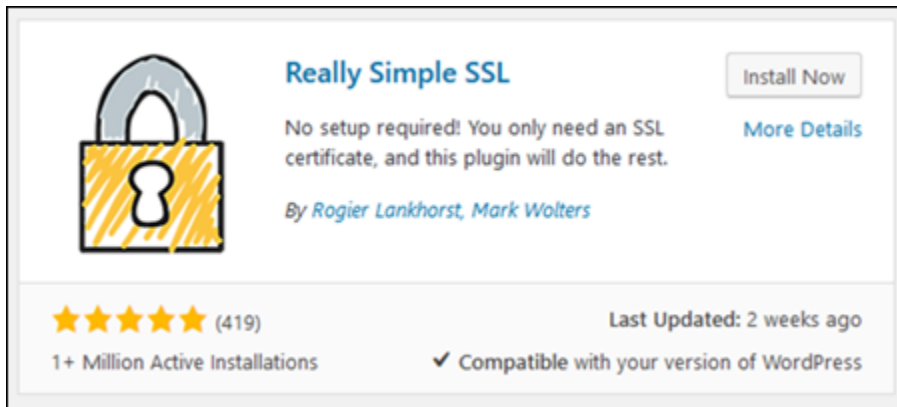 Really Simple SSL
Install Now
No setup required! You only need an SSL
certificate, and this plugin will do the rest.
More Details
By Rogier Lankhorst, Mark Wolters
(419)
Last Updated: 2 weeks ago
1+ Million Active Installations
Compatible with your version of WordPress